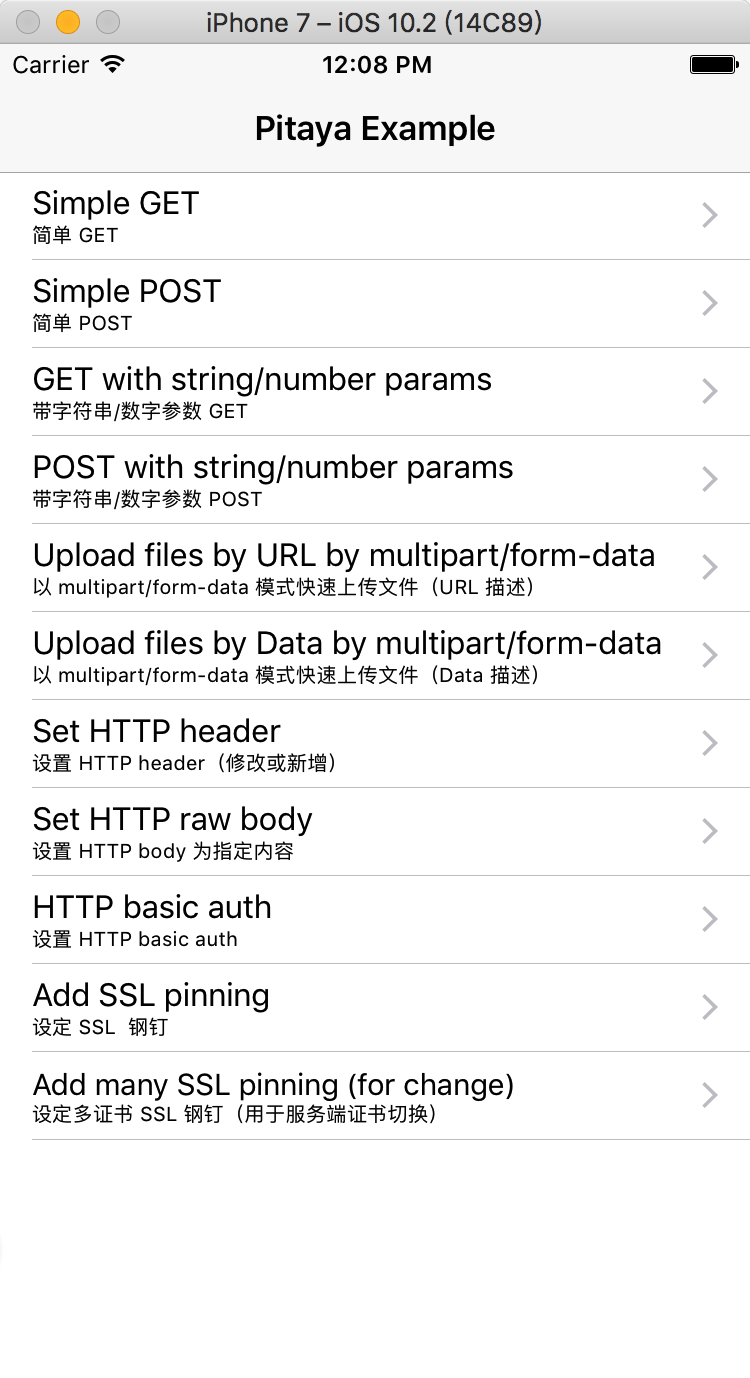 iPhone 7 – iOS 10.2 (14C89)
Carrier 12:08 PM
Pitaya Example
Simple GET
简单 GET
Simple POST
简单 POST
GET with string/number params
带字符串/数字参数 GET
POST with string/number params
带字符串/数字参数 POST
Upload files by URL by multipart/form-data
以 multipart/form-data 模式快速上传文件（URL 描述）
Upload files by Data by multipart/form-data
以 multipart/form-data 模式快速上传文件（Data 描述）
Set HTTP header
设置 HTTP header（修改或新增）
Set HTTP raw body
设置 HTTP body 为指定内容
HTTP basic auth
设置 HTTP basic auth
Add SSL pinning
设定 SSL  钢钉
Add many SSL pinning (for change)
设定多证书 SSL 钢钉（用于服务端证书切换）